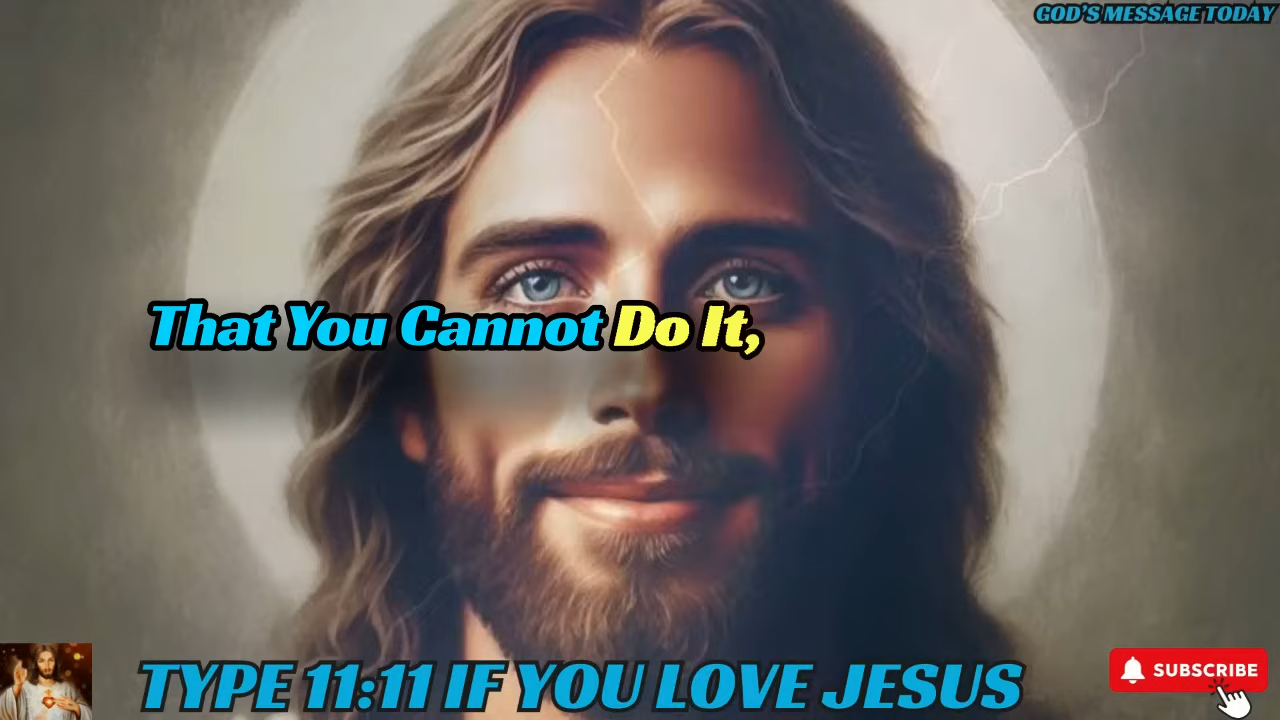 GOD'S MESSAGE TODAY
That You Cannot Do It,
TYPE 11:11 IF YOU LOVE JESUS
SUBSCRIBE